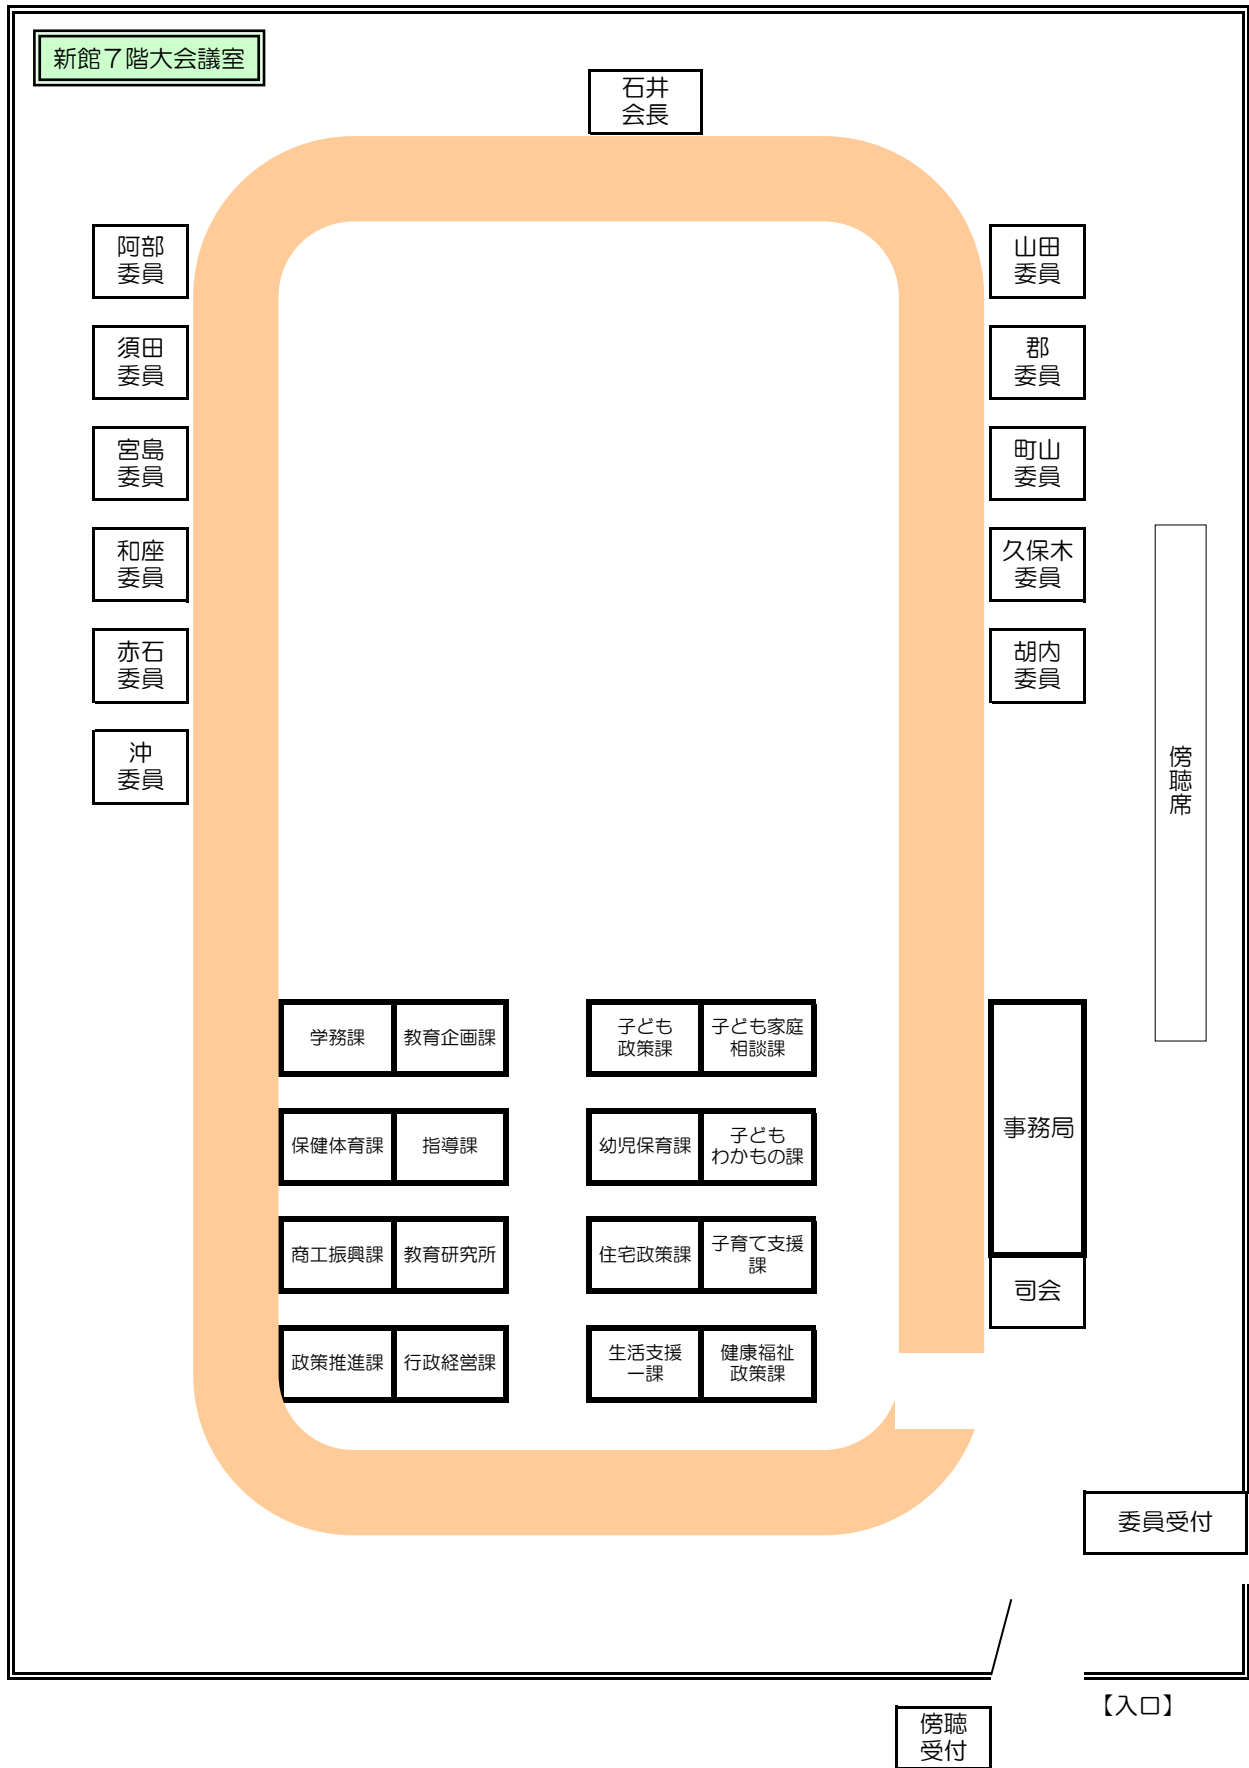 新館７階大会議室
石井
会長
阿部
委員
山田
委員
須田
委員
郡
委員
宮島
委員
町山
委員
和座
委員
久保木
委員
赤石
委員
胡内
委員
沖
委員
傍聴席
学務課
教育企画課
子ども
政策課
子ども家庭
相談課
事務局
保健体育課
指導課
幼児保育課
子ども
わかもの課
商工振興課
教育研究所
住宅政策課
子育て支援
課
司会
政策推進課
行政経営課
生活支援
一課
健康福祉
政策課
委員受付
【入口】
傍聴
受付